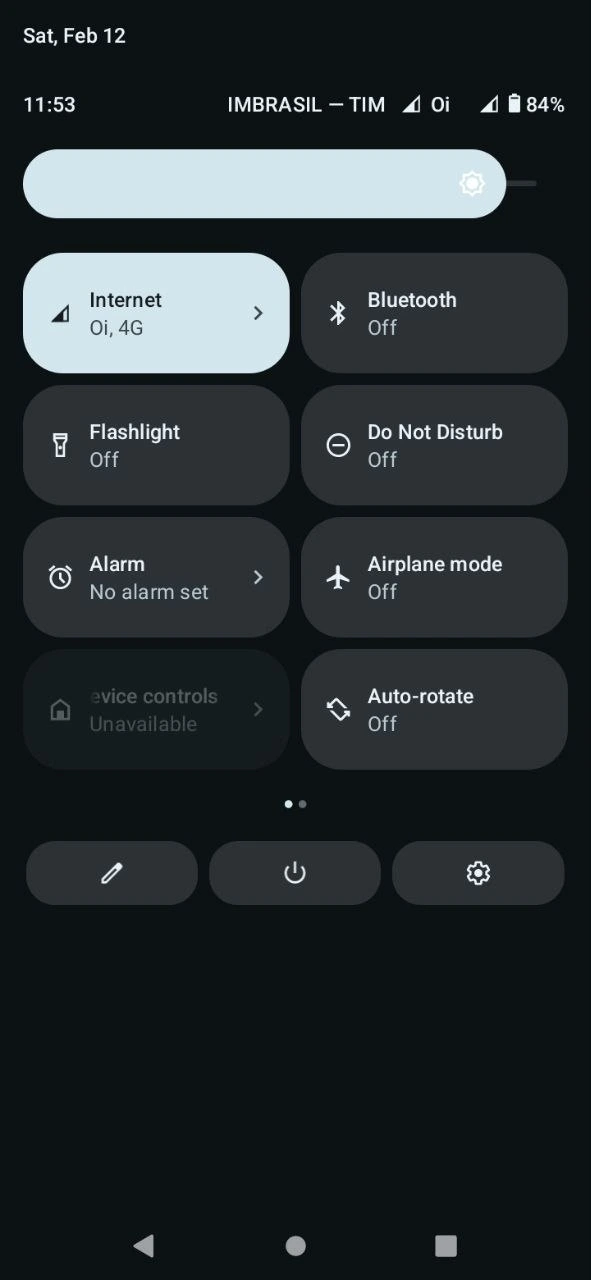 Sat, Feb 12
11:53 IMBRASIL — TIM Oi 84%
Internet
Oi, 4G
Bluetooth
Off
Flashlight
Off
Do Not Disturb
Off
Alarm
No alarm set
Airplane mode
Off
evice controls
Unavailable
Auto-rotate
Off